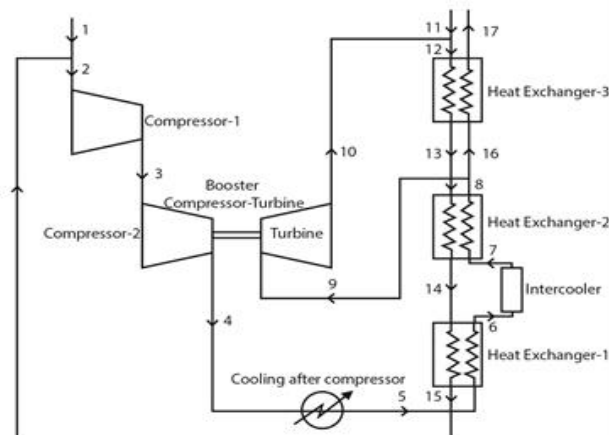 1
11
17
2
12
Heat Exchanger-3
Compressor-1
10
13
16
3
Booster
Compressor-Turbine
8
Compressor-2
Turbine
Heat Exchanger-2
7
9
14
Intercooler
4
6
Heat Exchanger-1
Cooling after compressor
5
15